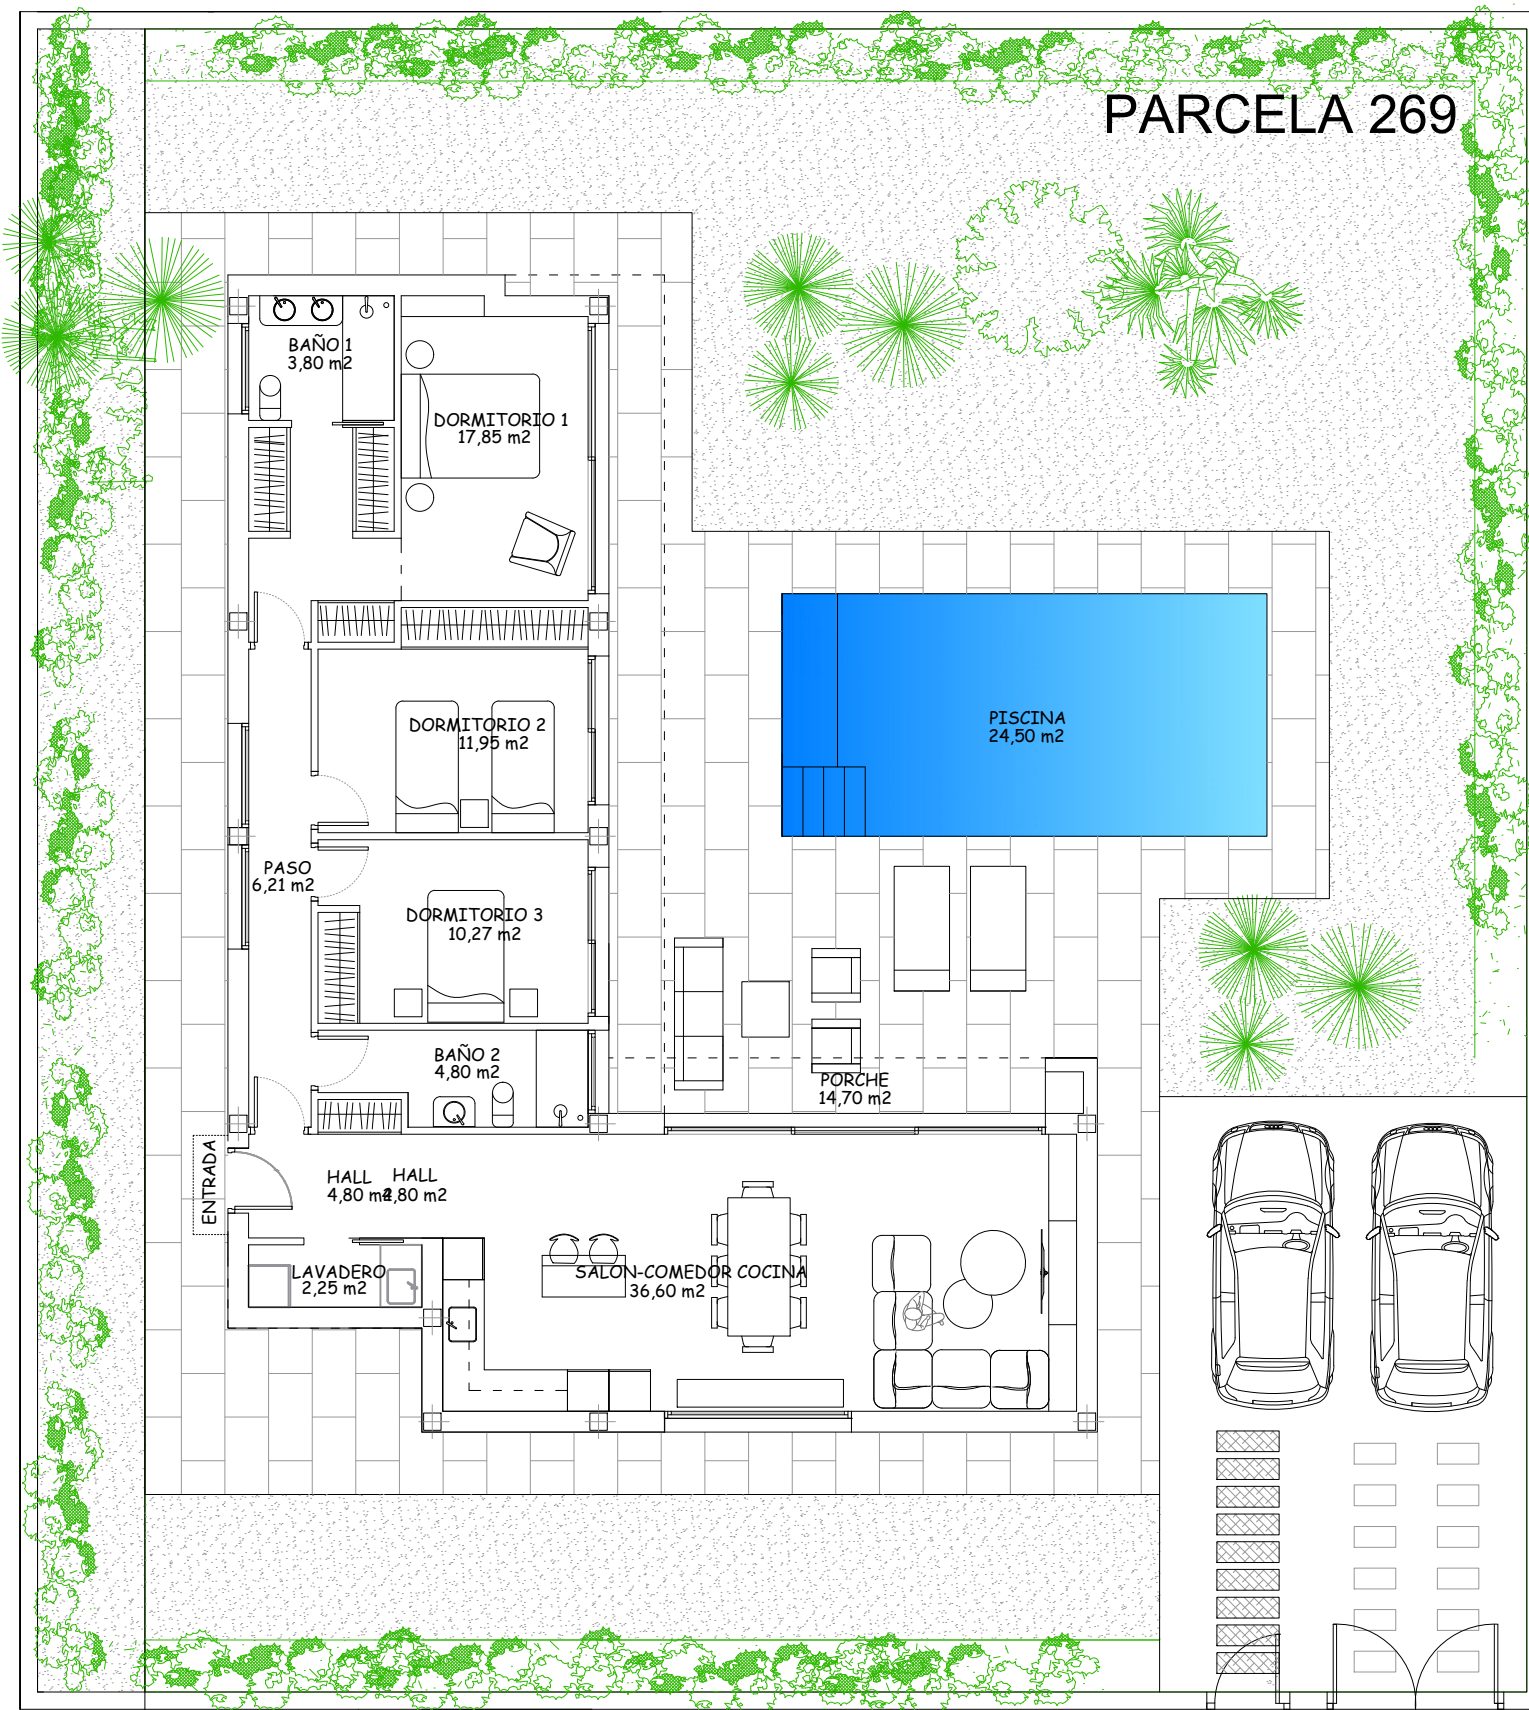 PARCELA 269
BAÑO 1
3,80 m2
DORMITORIO 1
17,85 m2
DORMITORIO 2
11,95 m2
PISCINA
24,50 m2
PASO
6,21 m2
DORMITORIO 3
10,27 m2
BAÑO 2
4,80 m2
PORCHE
14,70 m2
ENTRADA
HALL
4,80 m2
HALL
4,80 m2
LAVADERO
2,25 m2
SALON-COMEDOR COCINA
36,60 m2